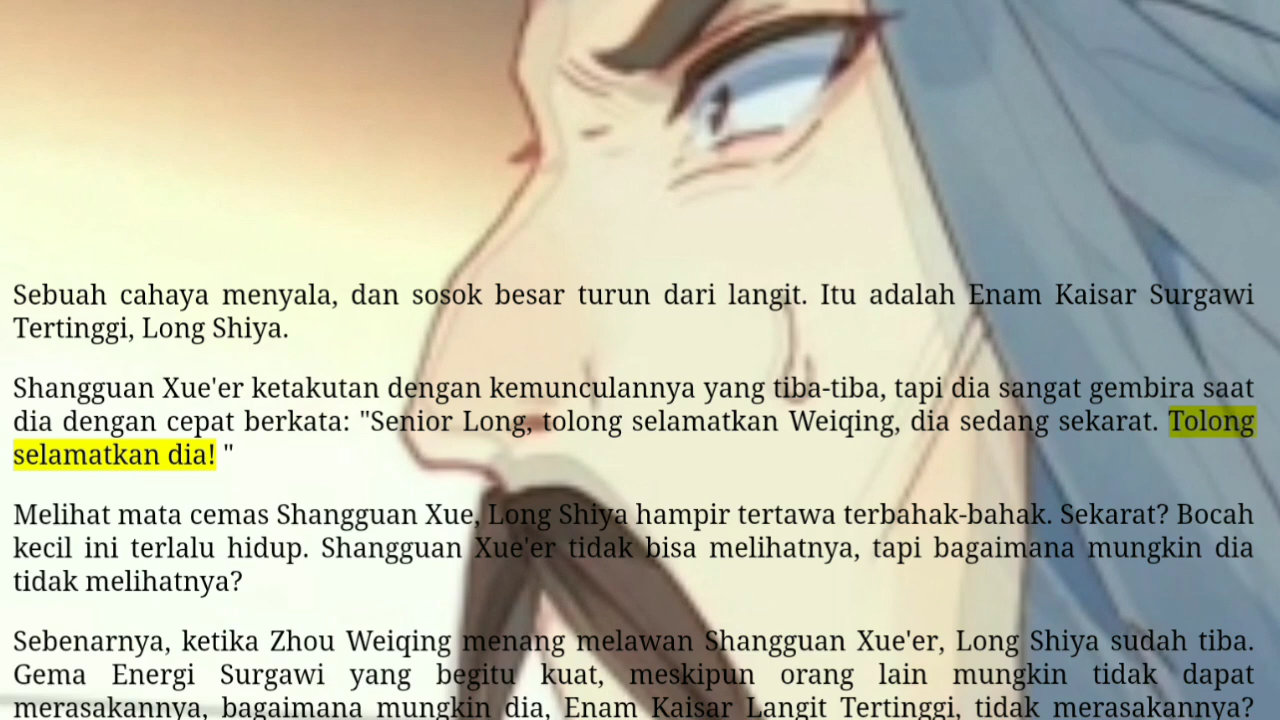 Sebuah cahaya menyala, dan sosok besar turun dari langit. Itu adalah Enam Kaisar Surgawi
Tertinggi, Long Shiya.
Shangguan Xue'er ketakutan dengan kemunculannya yang tiba-tiba, tapi dia sangat gembira saat
dia dengan cepat berkata: "Senior Long, tolong selamatkan Weiqing, dia sedang sekarat. Tolong
selamatkan dia! "
Melihat mata cemas Shangguan Xue, Long Shiya hampir tertawa terbahak-bahak. Sekarat? Bocah
kecil ini terlalu hidup. Shangguan Xue'er tidak bisa melihatnya, tapi bagaimana mungkin dia
tidak melihatnya?
Sebenarnya, ketika Zhou Weiqing menang melawan Shangguan Xue'er, Long Shiya sudah tiba.
Gema Energi Surgawi yang begitu kuat, meskipun orang lain mungkin tidak dapat
merasakannya, bagaimana mungkin dia, Enam Kaisar Langit Tertinggi, tidak merasakannya?